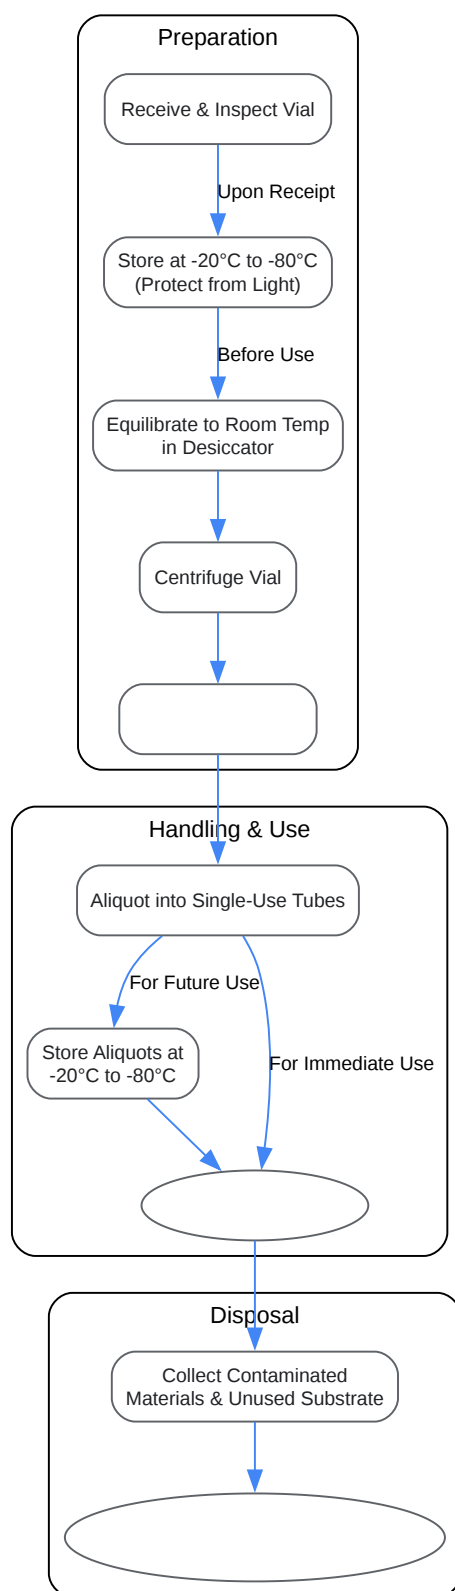 Preparation
Receive & Inspect Vial
Upon Receipt
Store at -20°C to -80°C
(Protect from Light)
Before Use
Equilibrate to Room Temp
in Desiccator
Centrifuge Vial
Handling & Use
Aliquot into Single-Use Tubes
For Future Use
Store Aliquots at
-20°C to -80°C
For Immediate Use
Disposal
Collect Contaminated
Materials & Unused Substrate